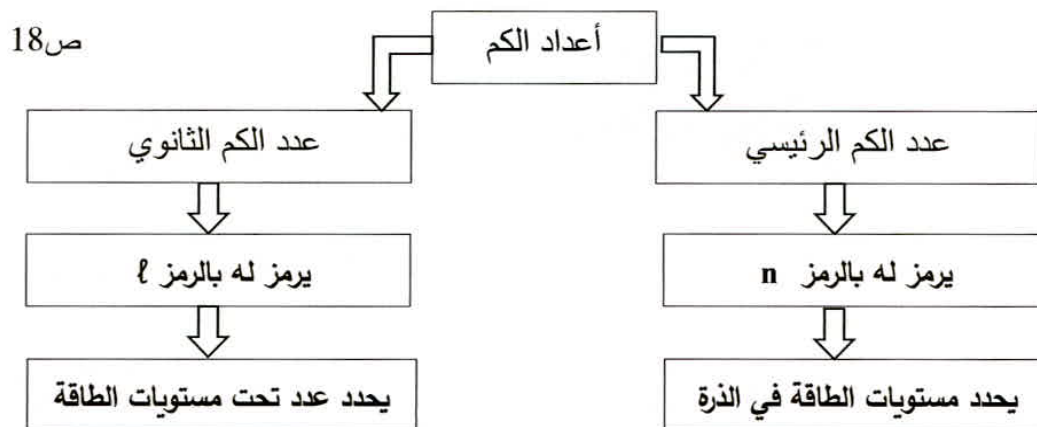 ص18
أعداد الكم
عدد الكم الرئيسي
عدد الكم الثانوي
يرمز له بالرمز n
يرمز له بالرمز ℓ
يحدد مستويات الطاقة في الذرة
يحدد عدد تحت مستويات الطاقة